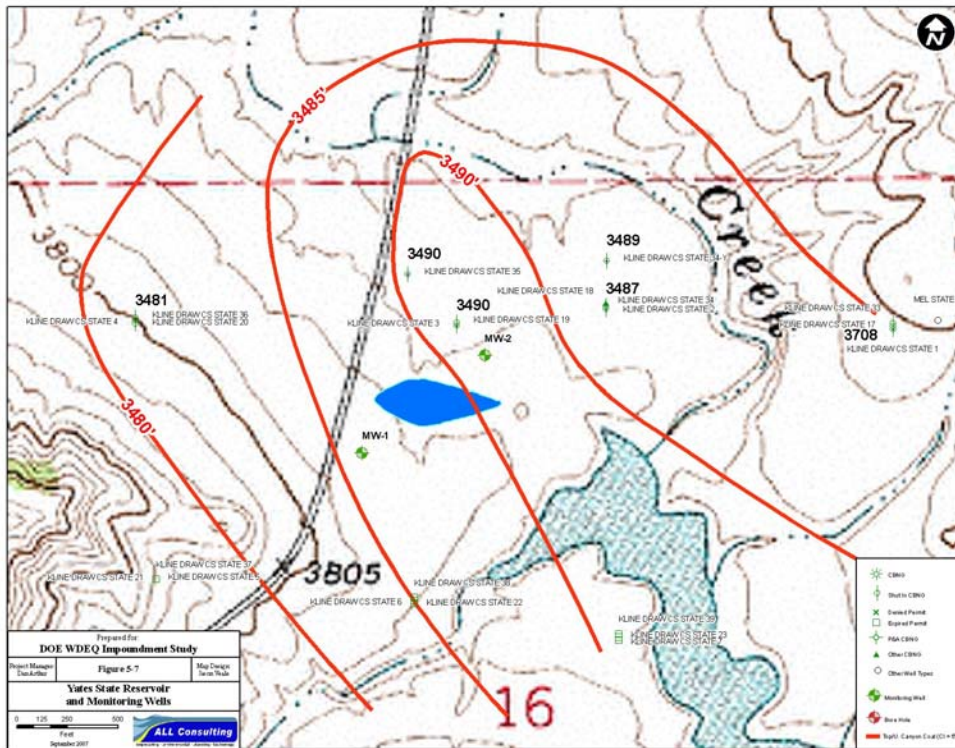 N
3485'
3490'
Creek
3800
3490
KLINE DRAW CS STATE 35
3489
KLINE DRAW CS STATE 34-Y
KLINE DRAW CS STATE 18
3487
KLINE DRAW CS STATE 34
KLINE DRAW CS STATE 2
3481
KLINE DRAW CS STATE 36
KLINE DRAW CS STATE 20
KLINE DRAW CS STATE 4
3490
KLINE DRAW CS STATE 19
KLINE DRAW CS STATE 3
MEL STATE
KLINE DRAW CS STATE 33
KLINE DRAW CS STATE 17
3708
KLINE DRAW CS STATE 1
MW-2
3480'
MW-1
KLINE DRAW CS STATE 37
KLINE DRAW CS STATE 21
KLINE DRAW CS STATE 5
3805
KLINE DRAW CS STATE 38
KLINE DRAW CS STATE 6
KLINE DRAW CS STATE 22
KLINE DRAW CS STATE 39
KLINE DRAW CS STATE 23
16
CBNG
Shut In CBNG
Denied Permit
Expired Permit
P&A CBNG
Other CBNG
Other Well Types
Monitoring Well
Bore Hole
Canyon Coal
Prepared for
DOE WDEQ Impoundment Study
Project Manager
Dan Arthur
Figure 5-7
Map Design:
Yates State Reservoir
and Monitoring Wells
0 125 250 500
Feet
September 2007
ALL Consulting